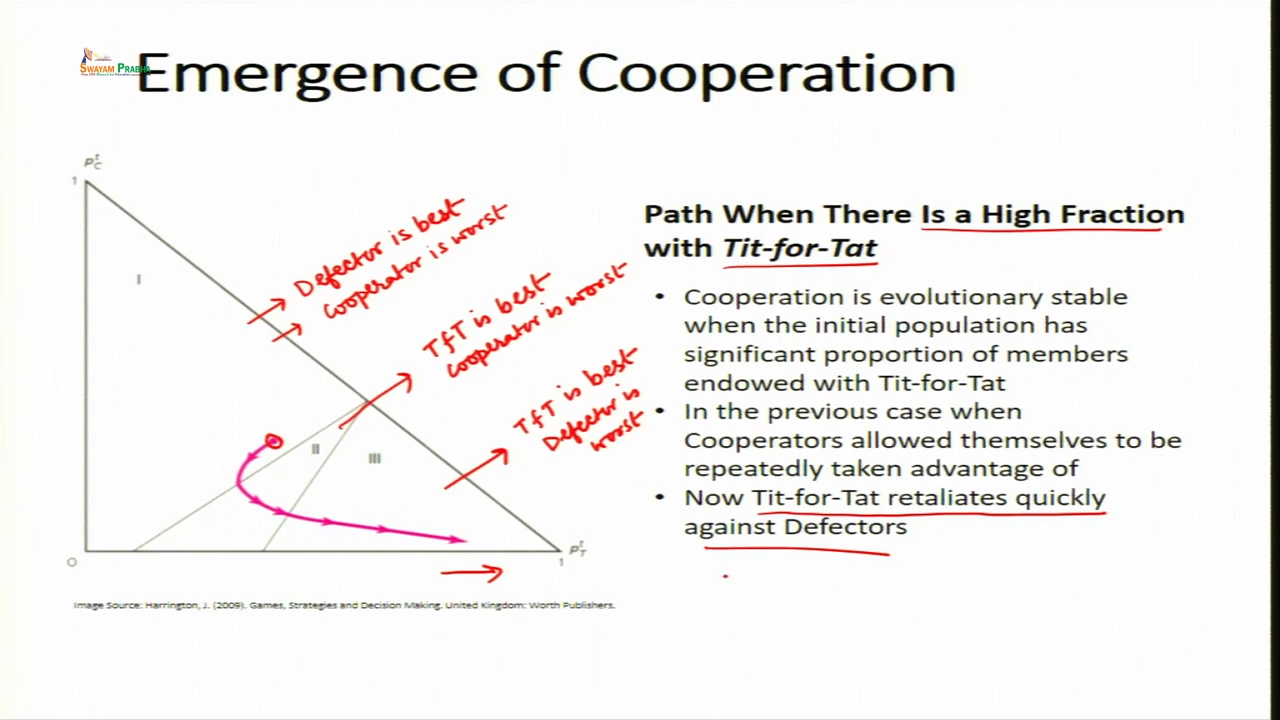 SWAYAM PRABHA
Emergence of Cooperation
p_C^t
1
I
II
III
O
1
p_T^t
Defector is best
Cooperator is worst
TfT is best
Cooperator is worst
TfT is best
Defector is
worst
Image Source: Harrington, J. (2009). Games, Strategies and Decision Making. United Kingdom: Worth Publishers.
Path When There Is a High Fraction
with Tit-for-Tat
• Cooperation is evolutionary stable
when the initial population has
significant proportion of members
endowed with Tit-for-Tat
• In the previous case when
Cooperators allowed themselves to be
repeatedly taken advantage of
• Now Tit-for-Tat retaliates quickly
against Defectors